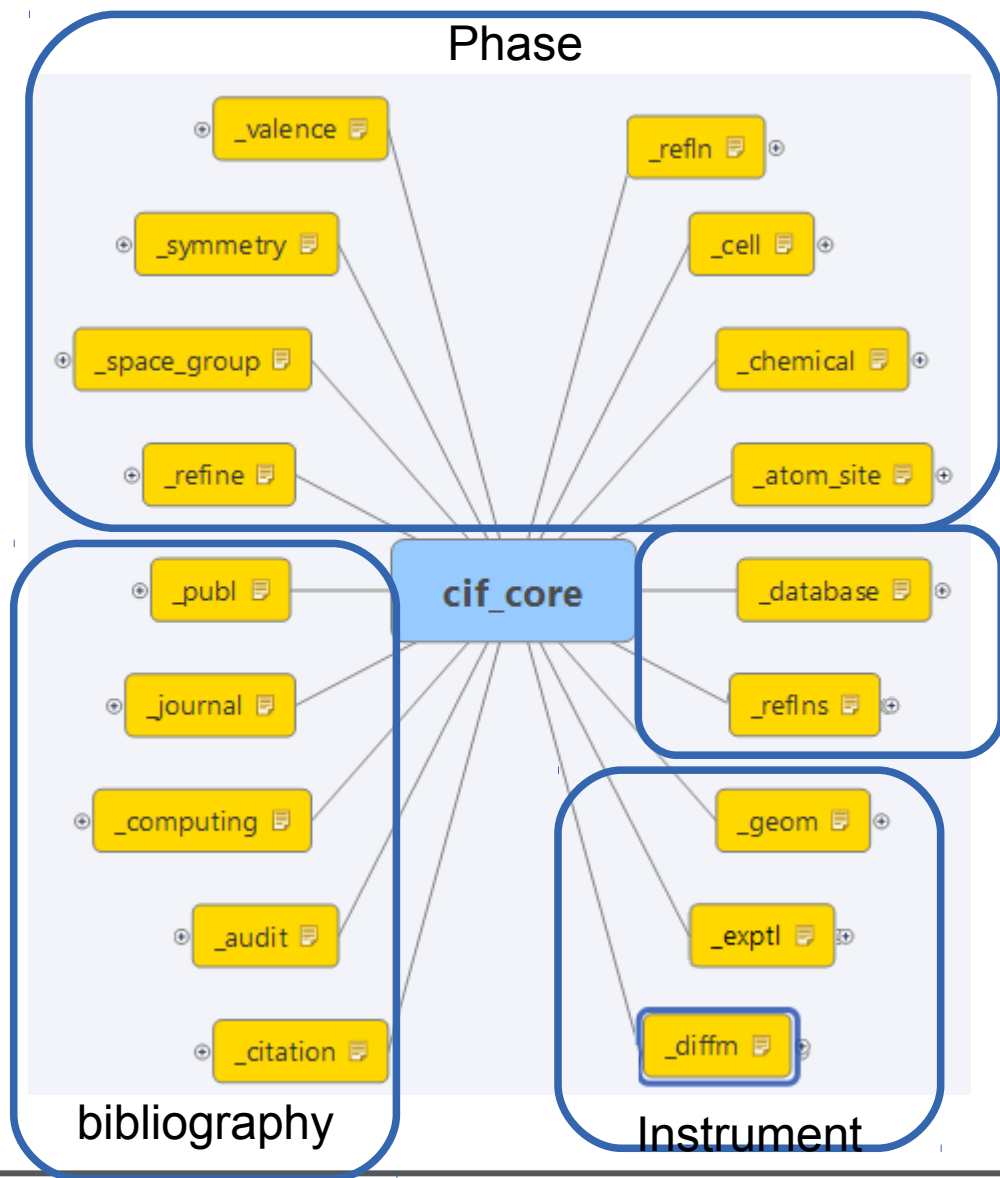 Phase
_valence
_refln
_symmetry
_cell
_space_group
_chemical
_refine
_atom_site
_publ
cif_core
_database
_journal
_reflns
_computing
_geom
_audit
_exptl
_citation
_diffrn
bibliography
Instrument